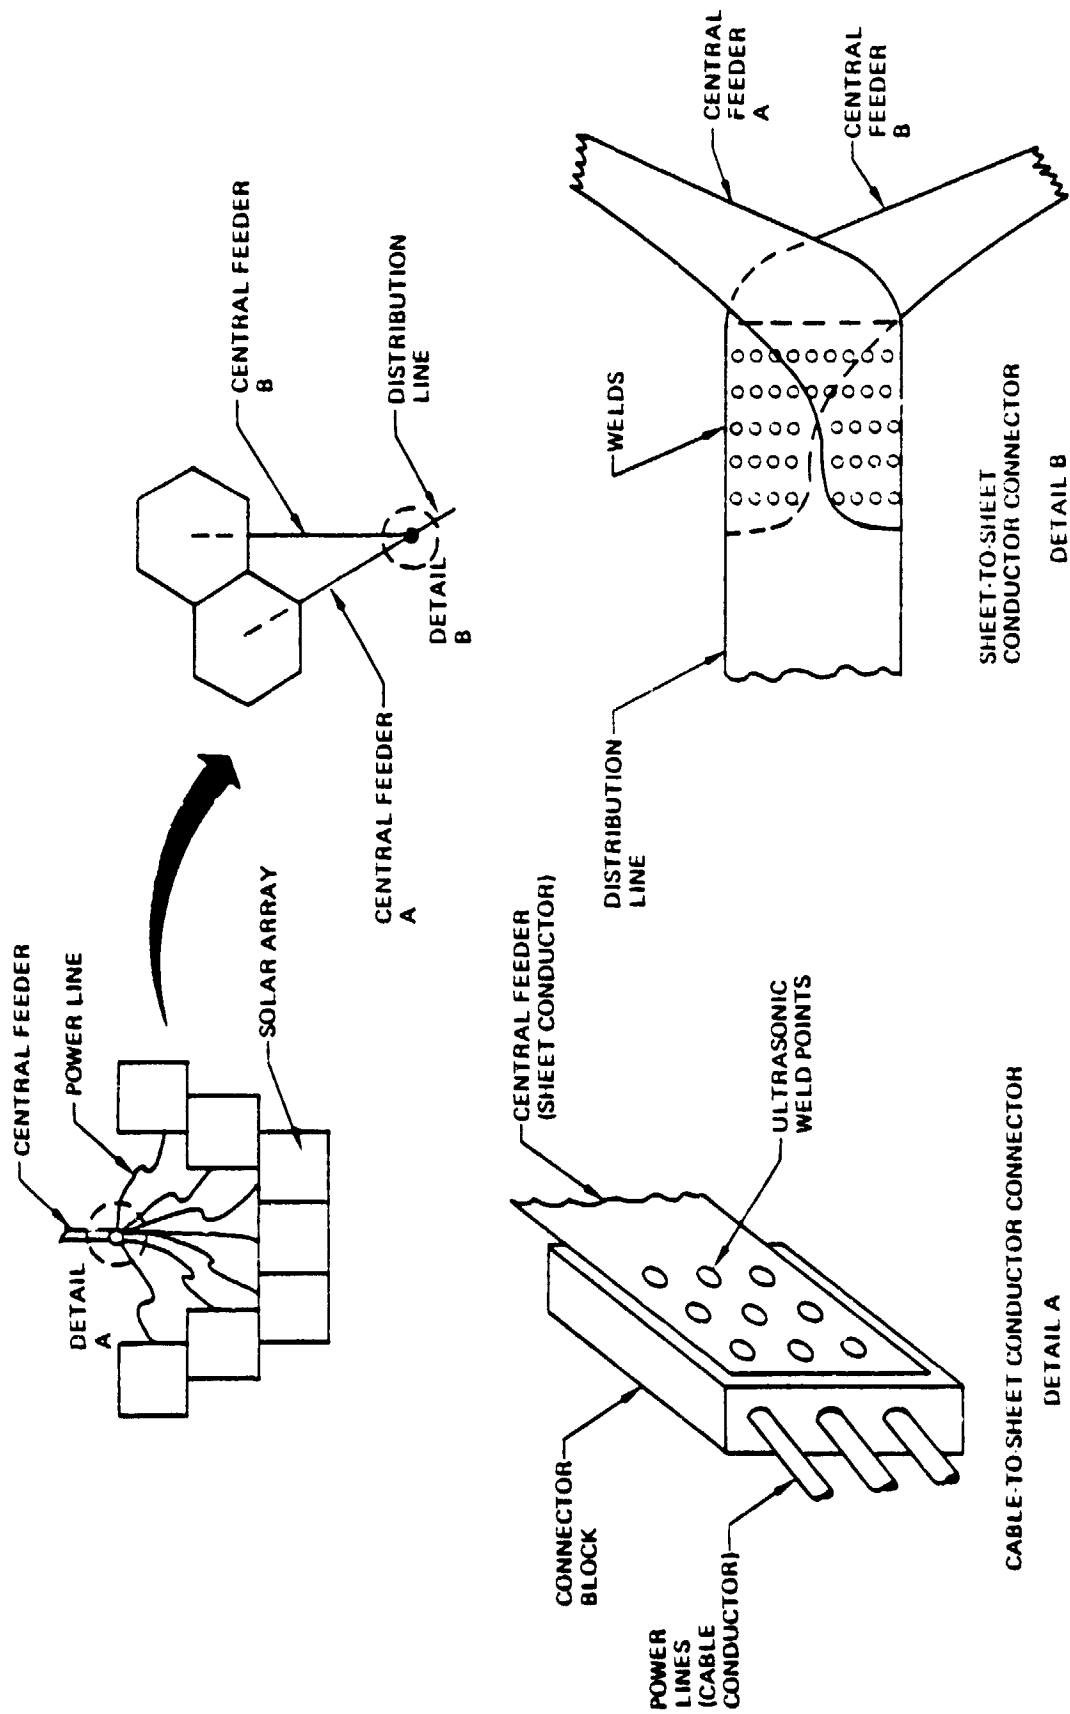 CENTRAL FEEDER
POWER LINE
DETAIL
A
SOLAR ARRAY
CENTRAL FEEDER
B
DISTRIBUTION
LINE
DETAIL
B
CENTRAL FEEDER
A
CONNECTOR
BLOCK
POWER
LINES
(CABLE
CONDUCTOR)
CENTRAL FEEDER
(SHEET CONDUCTOR)
ULTRASONIC
WELD POINTS
CABLE-TO-SHEET CONDUCTOR CONNECTOR
DETAIL A
DISTRIBUTION
LINE
WELDS
CENTRAL
FEEDER
A
CENTRAL
FEEDER
B
SHEET-TO-SHEET
CONDUCTOR CONNECTOR
DETAIL B